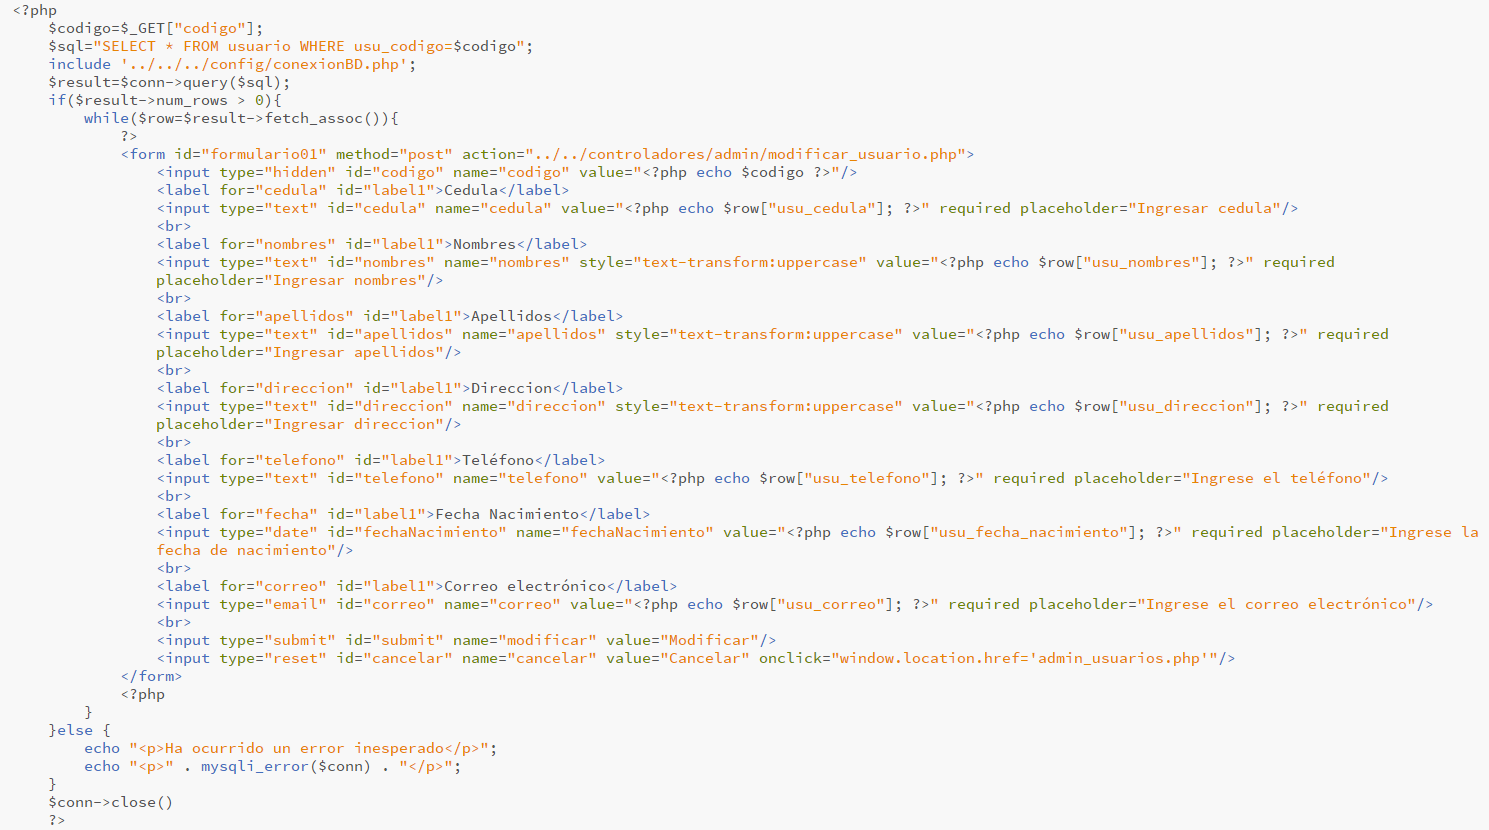 <?php
    $codigo=$_GET["codigo"];
    $sql="SELECT * FROM usuario WHERE usu_codigo=$codigo";
    include '../../../config/conexionBD.php';
    $result=$conn->query($sql);
    if($result->num_rows > 0){
        while($row=$result->fetch_assoc()){
            ?>
            <form id="formulario01" method="post" action="../../controladores/admin/modificar_usuario.php">
                <input type="hidden" id="codigo" name="codigo" value="<?php echo $codigo ?>"/>
                <label for="cedula" id="label1">Cedula</label>
                <input type="text" id="cedula" name="cedula" value="<?php echo $row["usu_cedula"]; ?>" required placeholder="Ingresar cedula"/>
                <br>
                <label for="nombres" id="label1">Nombres</label>
                <input type="text" id="nombres" name="nombres" style="text-transform:uppercase" value="<?php echo $row["usu_nombres"]; ?>" required
                placeholder="Ingresar nombres"/>
                <br>
                <label for="apellidos" id="label1">Apellidos</label>
                <input type="text" id="apellidos" name="apellidos" style="text-transform:uppercase" value="<?php echo $row["usu_apellidos"]; ?>" required
                placeholder="Ingresar apellidos"/>
                <br>
                <label for="direccion" id="label1">Direccion</label>
                <input type="text" id="direccion" name="direccion" style="text-transform:uppercase" value="<?php echo $row["usu_direccion"]; ?>" required
                placeholder="Ingresar direccion"/>
                <br>
                <label for="telefono" id="label1">Teléfono</label>
                <input type="text" id="telefono" name="telefono" value="<?php echo $row["usu_telefono"]; ?>" required placeholder="Ingrese el teléfono"/>
                <br>
                <label for="fecha" id="label1">Fecha Nacimiento</label>
                <input type="date" id="fechaNacimiento" name="fechaNacimiento" value="<?php echo $row["usu_fecha_nacimiento"]; ?>" required placeholder="Ingrese la
                fecha de nacimiento"/>
                <br>
                <label for="correo" id="label1">Correo electrónico</label>
                <input type="email" id="correo" name="correo" value="<?php echo $row["usu_correo"]; ?>" required placeholder="Ingrese el correo electrónico"/>
                <br>
                <input type="submit" id="submit" name="modificar" value="Modificar"/>
                <input type="reset" id="cancelar" name="cancelar" value="Cancelar" onclick="window.location.href='admin_usuarios.php'"/>
            </form>
            <?php
        }
    }else {
        echo "<p>Ha ocurrido un error inesperado</p>";
        echo "<p>" . mysqli_error($conn) . "</p>";
    }
    $conn->close()
    ?>